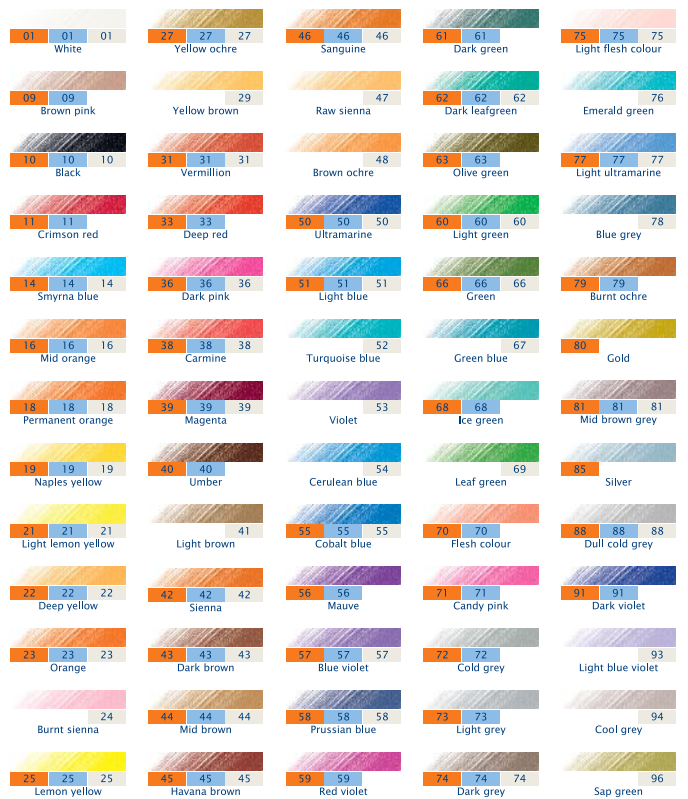 01 01 01
White
27 27 27
Yellow ochre
46 46 46
Sanguine
61 61
Dark green
75 75 75
Light flesh colour
09 09
Brown pink
29
Yellow brown
47
Raw sienna
62 62 62
Dark leafgreen
76
Emerald green
10 10 10
Black
31 31 31
Vermillion
48
Brown ochre
63 63
Olive green
77 77 77
Light ultramarine
11 11
Crimson red
33 33
Deep red
50 50 50
Ultramarine
60 60 60
Light green
78
Blue grey
14 14 14
Smyrna blue
36 36 36
Dark pink
51 51 51
Light blue
66 66 66
Green
79 79
Burnt ochre
16 16 16
Mid orange
38 38 38
Carmine
52
Turquoise blue
67
Green blue
80
Gold
18 18 18
Permanent orange
39 39 39
Magenta
53
Violet
68 68
Ice green
81 81 81
Mid brown grey
19 19 19
Naples yellow
40 40
Umber
54
Cerulean blue
69
Leaf green
85
Silver
21 21 21
Light lemon yellow
41
Light brown
55 55 55
Cobalt blue
70 70
Flesh colour
88 88 88
Dull cold grey
22 22 22
Deep yellow
42 42 42
Sienna
56 56
Mauve
71 71
Candy pink
91 91
Dark violet
23 23 23
Orange
43 43 43
Dark brown
57 57 57
Blue violet
72 72
Cold grey
93
Light blue violet
24
Burnt sienna
44 44 44
Mid brown
58 58 58
Prussian blue
73 73
Light grey
94
Cool grey
25 25 25
Lemon yellow
45 45 45
Havana brown
59 59
Red violet
74 74 74
Dark grey
96
Sap green